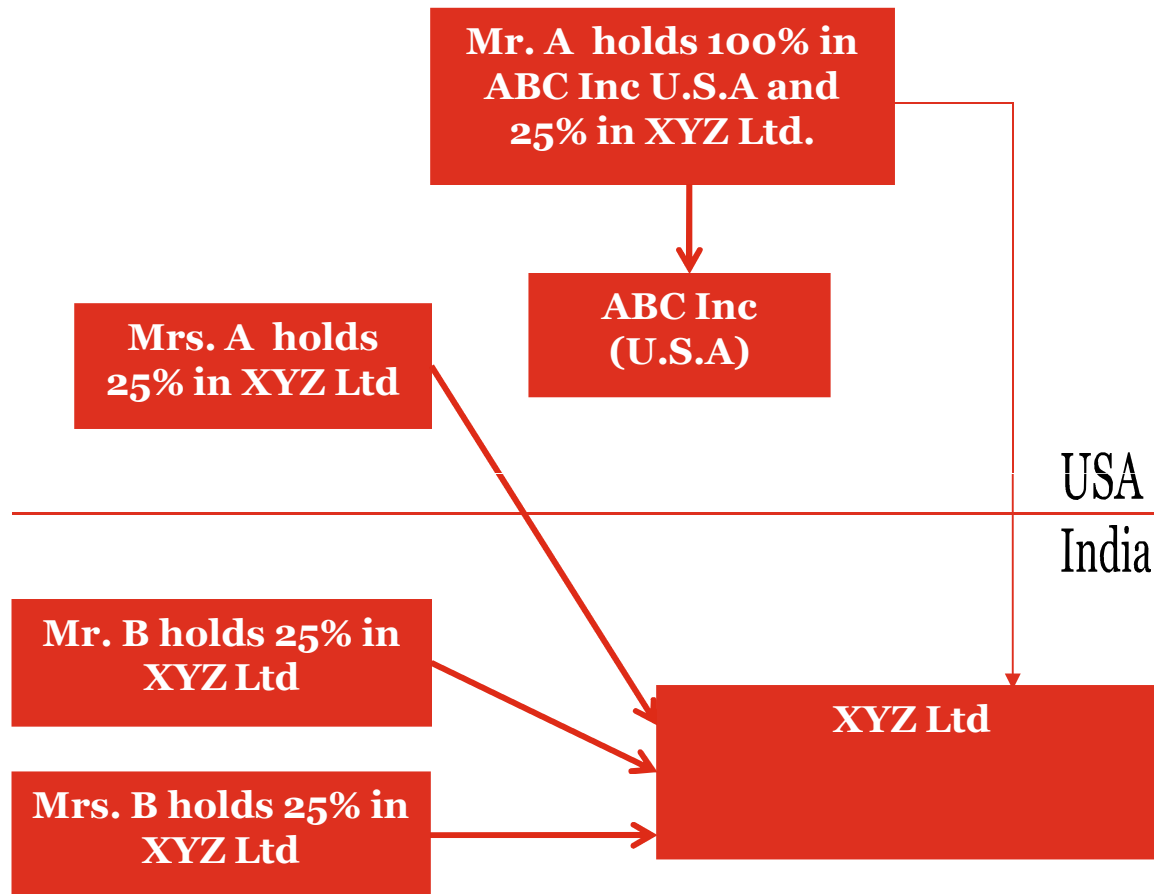 Mr. A  holds 100% in
ABC Inc U.S.A and
25% in XYZ Ltd.
ABC Inc
(U.S.A)
Mrs. A  holds
25% in XYZ Ltd
USA
India
Mr. B holds 25% in
XYZ Ltd
XYZ Ltd
Mrs. B holds 25% in
XYZ Ltd